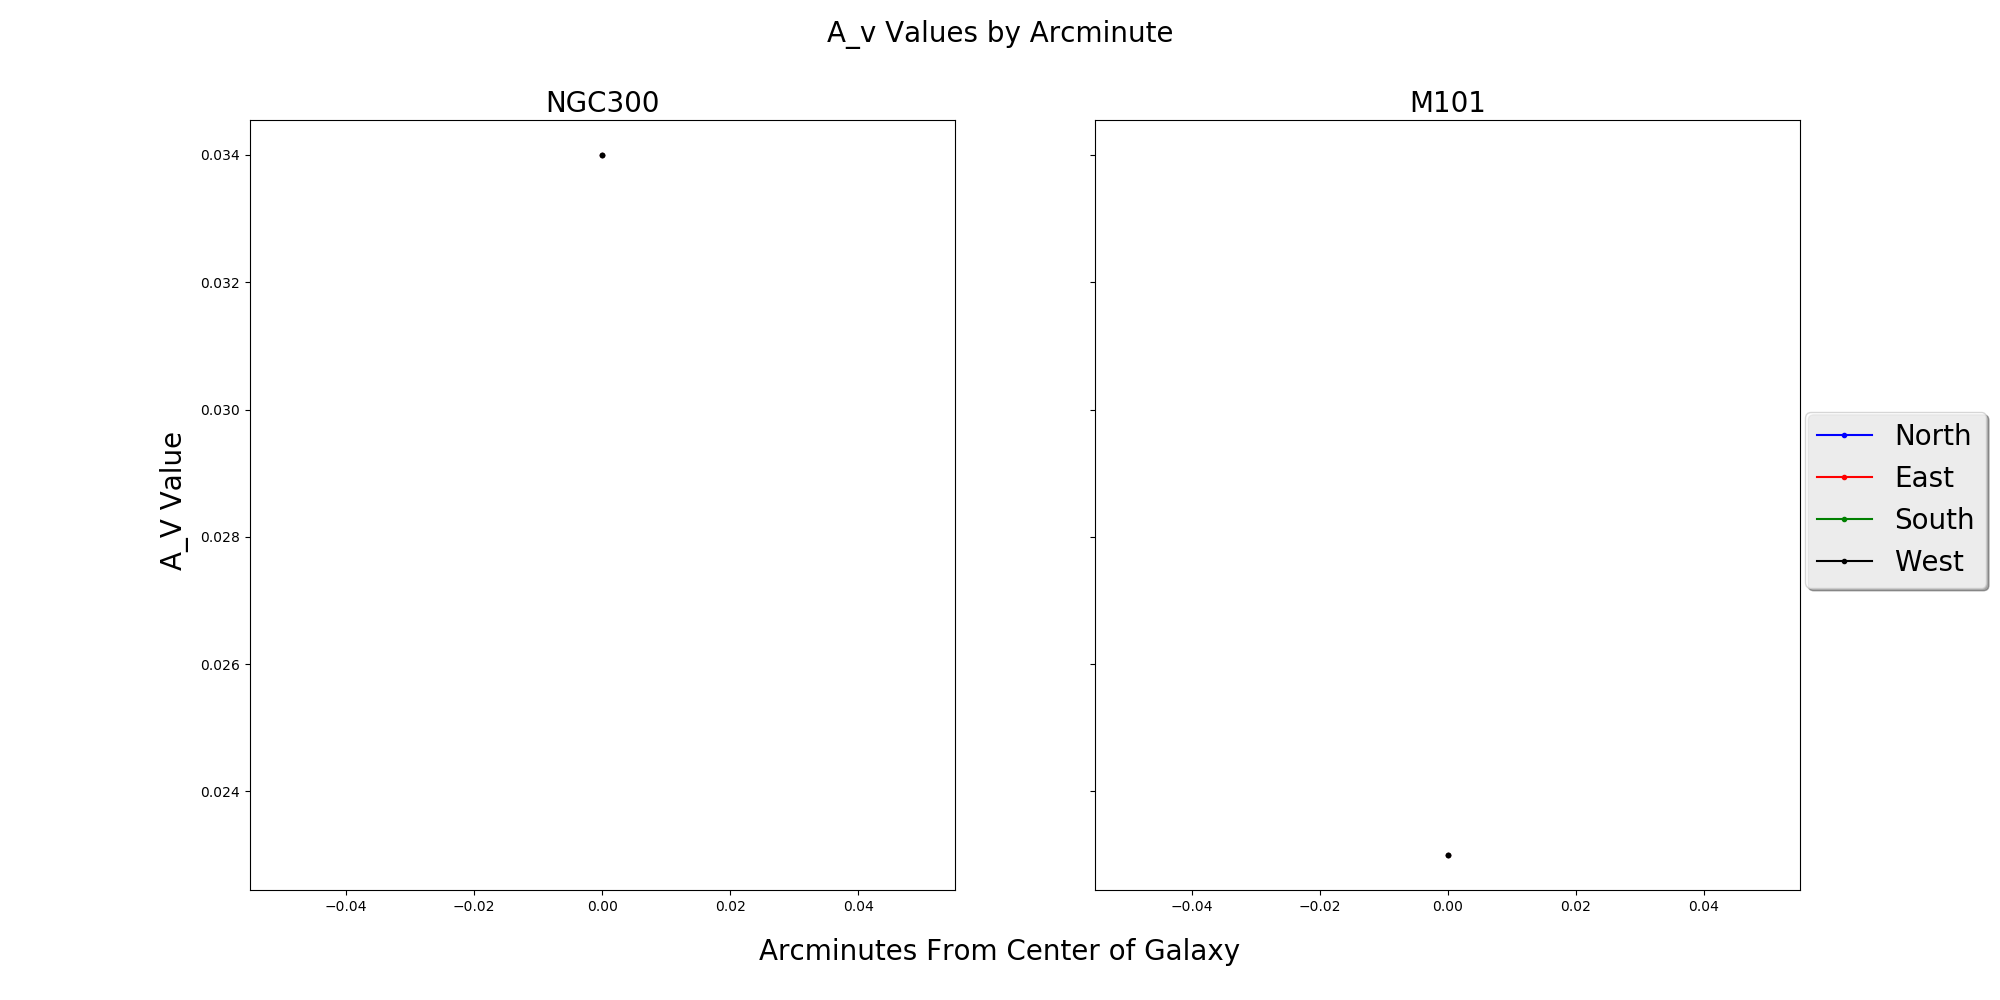 A_v Values by Arcminute
NGC300
M101
A_V Value
0.034
0.032
0.030
0.028
0.026
0.024
−0.04 −0.02 0.00 0.02 0.04
−0.04 −0.02 0.00 0.02 0.04
Arcminutes From Center of Galaxy
North
East
South
West